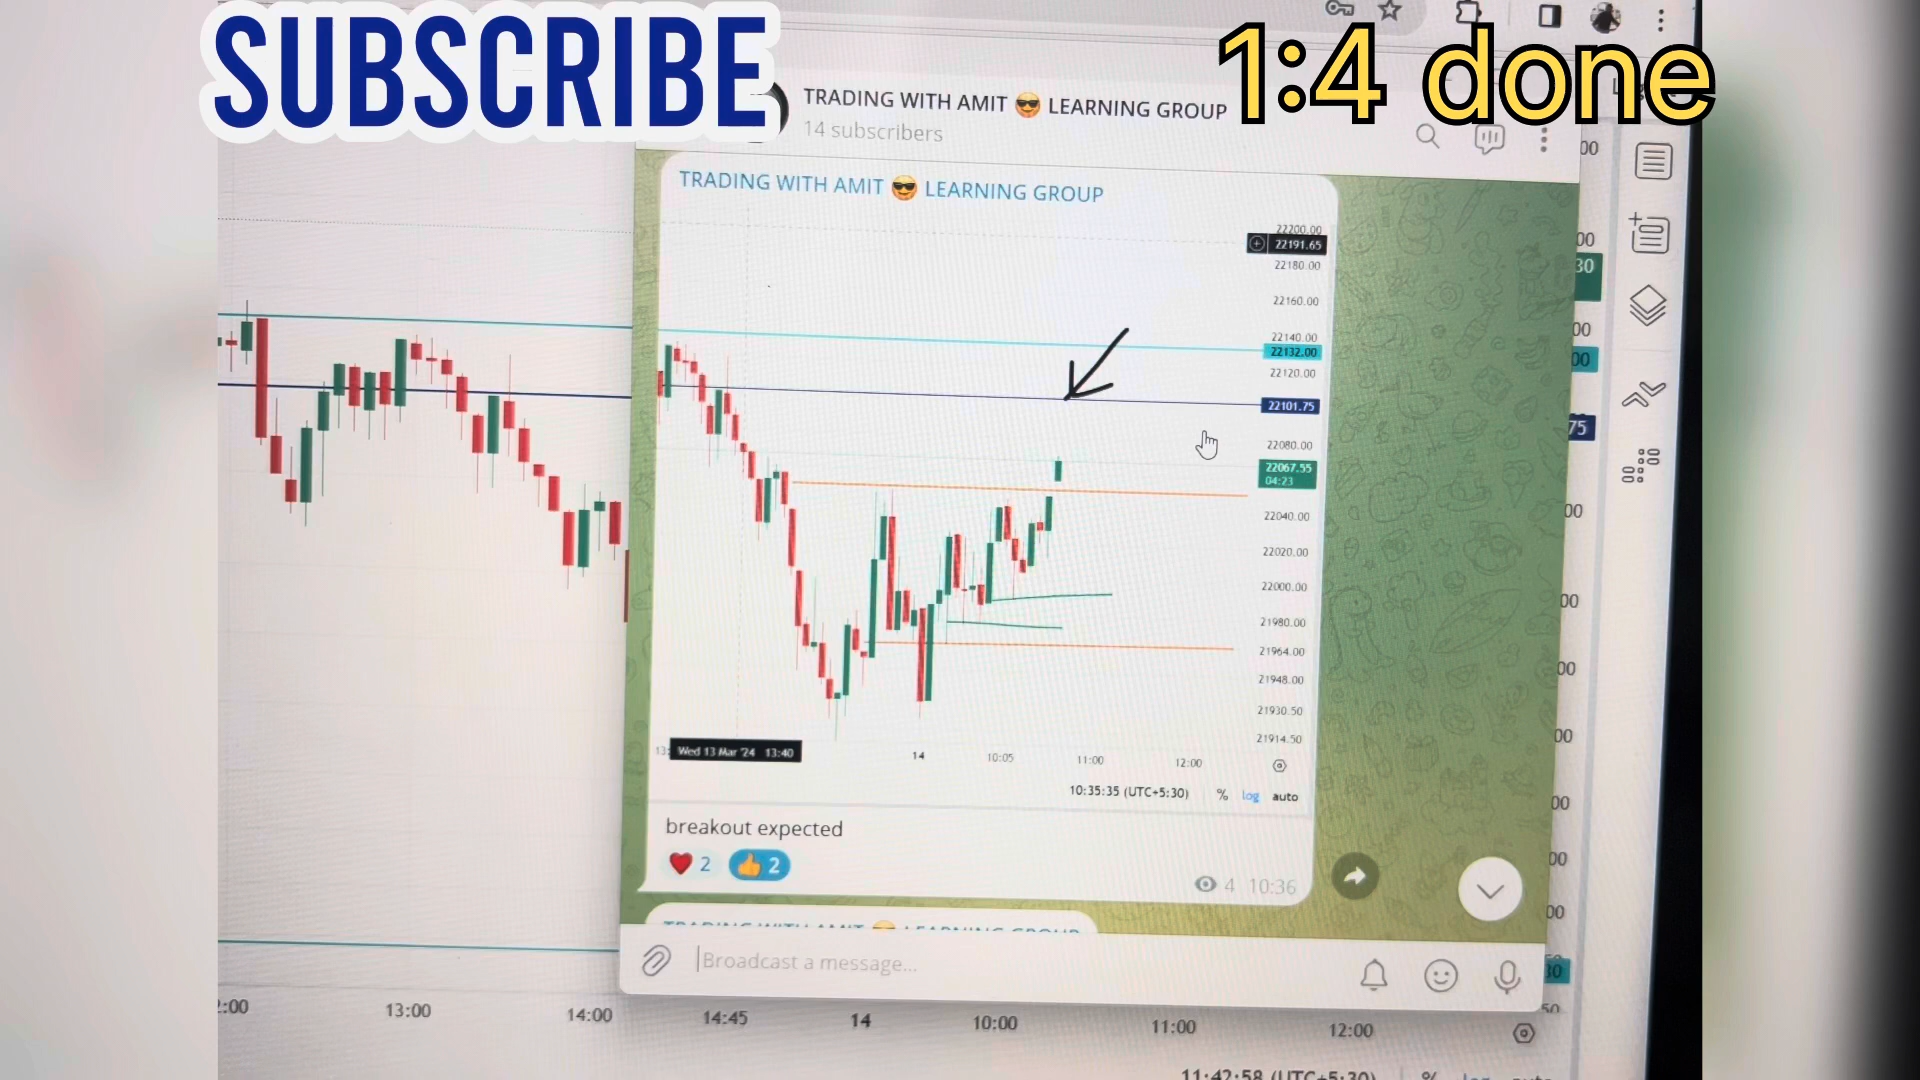 SUBSCRIBE
1:4 done
TRADING WITH AMIT 😎 LEARNING GROUP
14 subscribers
TRADING WITH AMIT 😎 LEARNING GROUP
22200.00
22191.65
22180.00
22160.00
22140.00
22132.00
22120.00
22101.75
22080.00
22067.55
04:23
22040.00
22020.00
22000.00
21980.00
21964.00
21948.00
21930.50
21914.50
Wed 13 Mar '24 13:40
14
10:05
11:00
12:00
10:35:35 (UTC+5:30)
%
log
auto
breakout expected
❤ 2
👍 2
4 10:36
TRADING WITH AMIT 😎 LEARNING GROUP
Broadcast a message...
:00
13:00
14:00
14:45
14
10:00
11:00
12:00
11:42:58 (UTC+5:30)
%